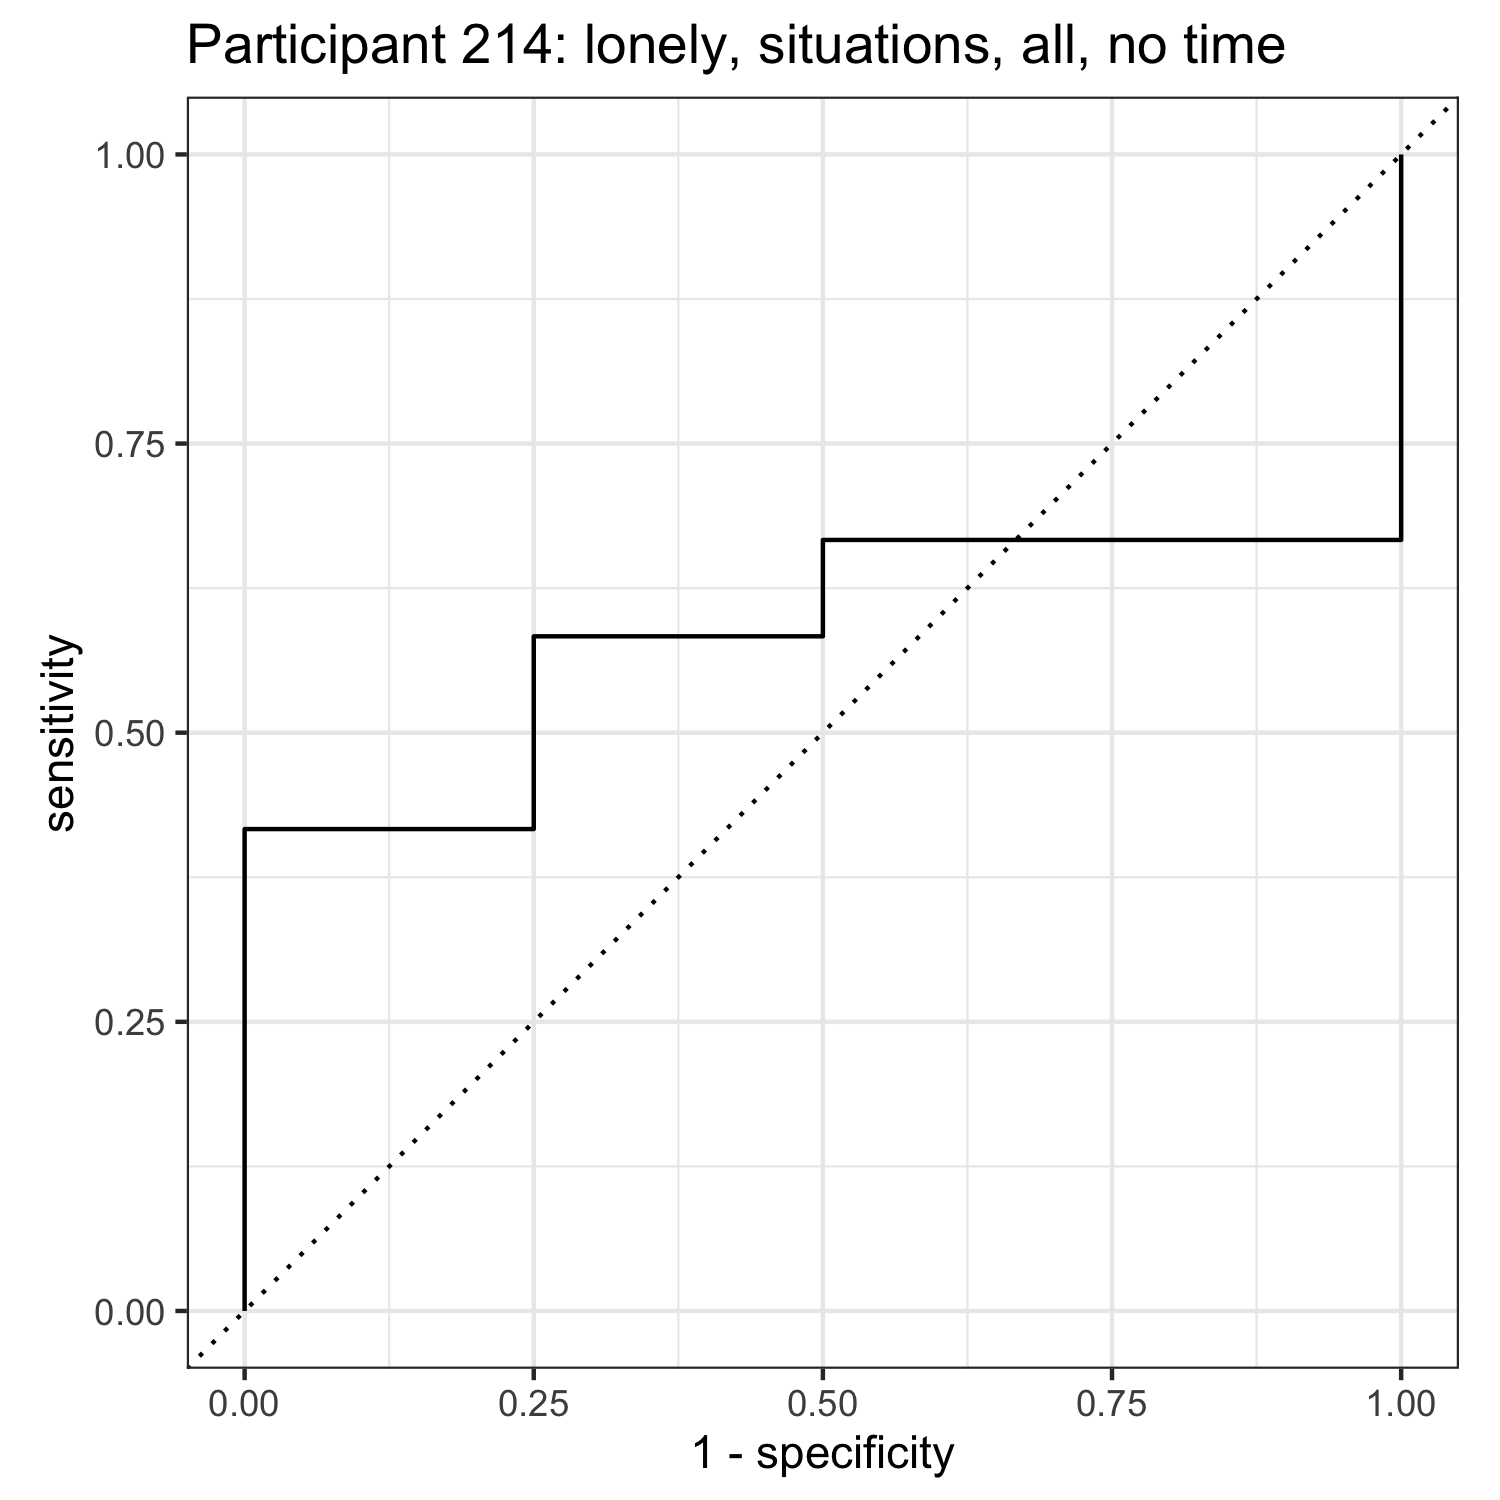 Participant 214: lonely, situations, all, no time
1.00
0.75
0.50
0.25
0.00
sensitivity
0.00 0.25 0.50 0.75 1.00
1 - specificity